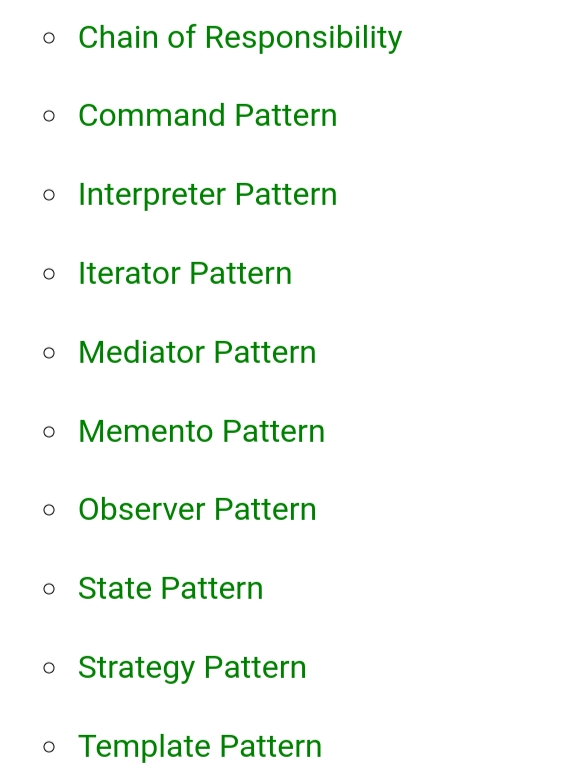 Chain of Responsibility
Command Pattern
Interpreter Pattern
Iterator Pattern
Mediator Pattern
Memento Pattern
Observer Pattern
State Pattern
Strategy Pattern
Template Pattern